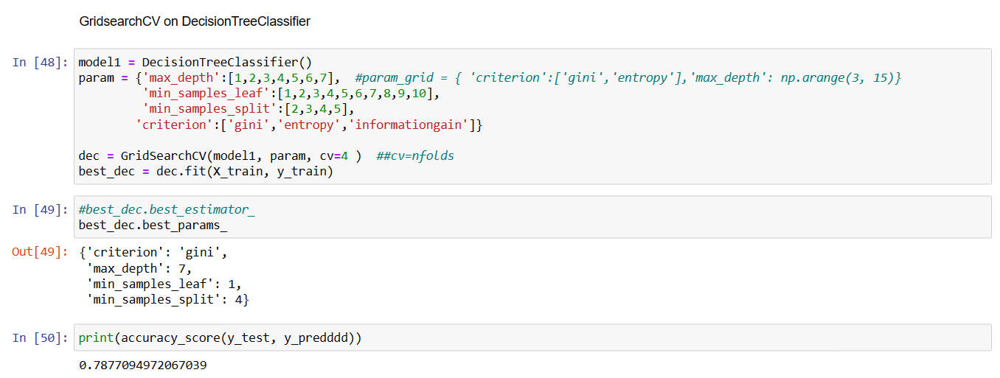 GridsearchCV on DecisionTreeClassifier
In [48]: model1 = DecisionTreeClassifier()
param = {'max_depth':[1,2,3,4,5,6,7],  #param_grid = { 'criterion':['gini','entropy'],'max_depth': np.arange(3, 15)}
'min_samples_leaf':[1,2,3,4,5,6,7,8,9,10],
'min_samples_split':[2,3,4,5],
'criterion':['gini','entropy','informationgain']}
dec = GridSearchCV(model1, param, cv=4 )  ##cv=nfolds
best_dec = dec.fit(X_train, y_train)
In [49]: #best_dec.best_estimator_
best_dec.best_params_
Out[49]: {'criterion': 'gini',
'max_depth': 7,
'min_samples_leaf': 1,
'min_samples_split': 4}
In [50]: print(accuracy_score(y_test, y_predddd))
0.7877094972067039